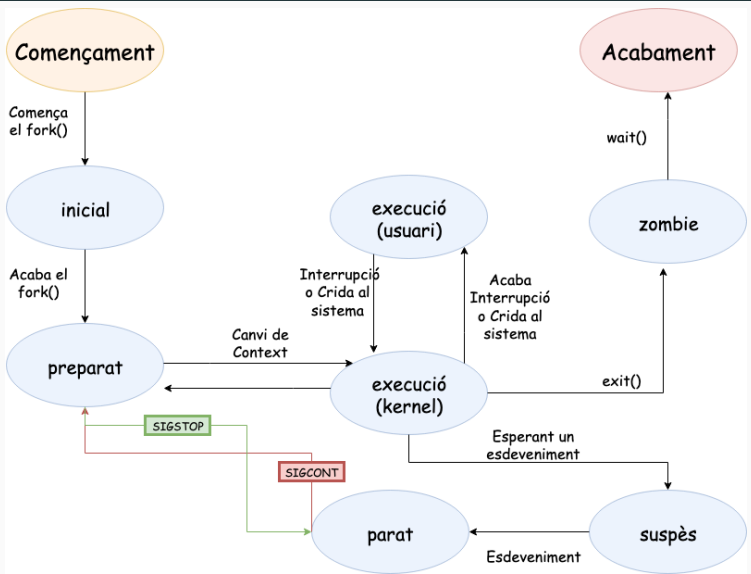 Començament
Acabament
Comença
el fork()
wait()
inicial
execució
(usuari)
zombie
Acaba el
fork()
Interrupció
o Crida al
sistema
Acaba
Interrupció
o Crida al
sistema
Canvi de
Context
preparat
execució
(kernel)
exit()
SIGSTOP
Esperant un
esdeveniment
SIGCONT
parat
suspès
Esdeveniment